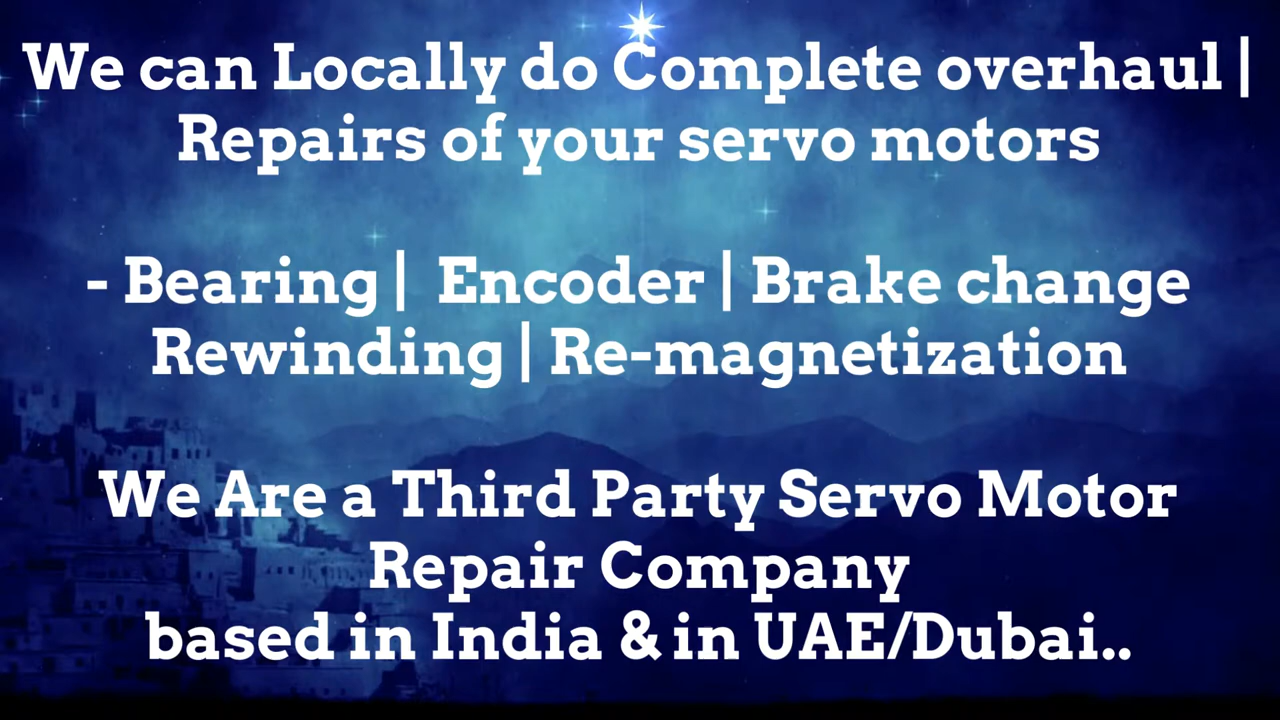 We can Locally do Complete overhaul |
Repairs of your servo motors
- Bearing | Encoder | Brake change
Rewinding | Re-magnetization
We Are a Third Party Servo Motor
Repair Company
based in India & in UAE/Dubai..